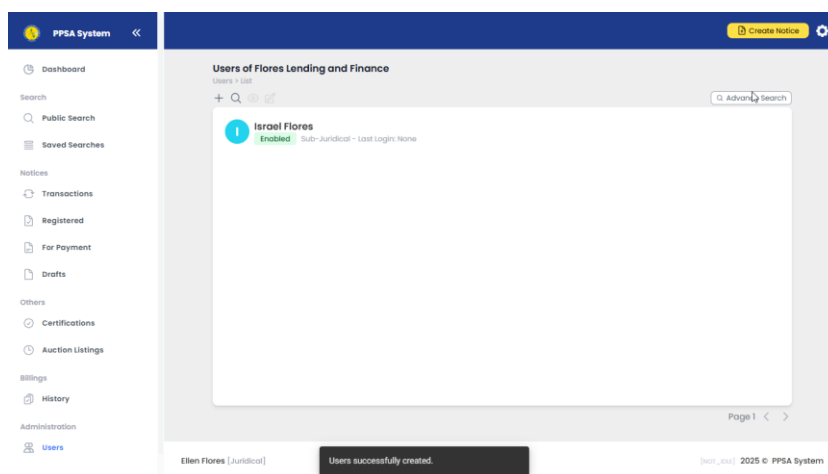 PPSA System
Create Notice
Dashboard
Search
Public Search
Saved Searches
Notices
Transactions
Registered
For Payment
Drafts
Others
Certifications
Auction Listings
Billings
History
Administration
Users
Users of Flores Lending and Finance
Users > List
Advance Search
I
Israel Flores
Enabled Sub-Juridical - Last Login: None
Page 1
Ellen Flores [Juridical]
Users successfully created.
2025 © PPSA System